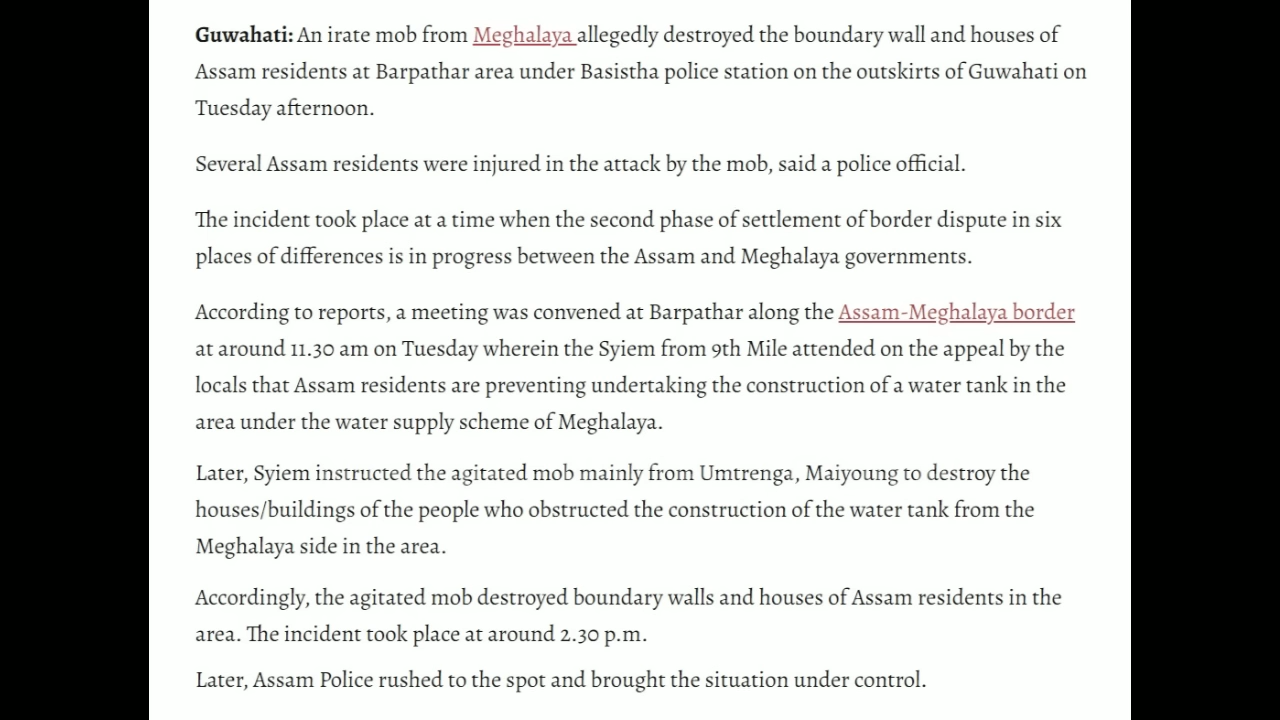 Guwahati: An irate mob from Meghalaya allegedly destroyed the boundary wall and houses of
Assam residents at Barpathar area under Basistha police station on the outskirts of Guwahati on
Tuesday afternoon.
Several Assam residents were injured in the attack by the mob, said a police official.
The incident took place at a time when the second phase of settlement of border dispute in six
places of differences is in progress between the Assam and Meghalaya governments.
According to reports, a meeting was convened at Barpathar along the Assam-Meghalaya border
at around 11.30 am on Tuesday wherein the Syiem from 9th Mile attended on the appeal by the
locals that Assam residents are preventing undertaking the construction of a water tank in the
area under the water supply scheme of Meghalaya.
Later, Syiem instructed the agitated mob mainly from Umtrenga, Maiyoung to destroy the
houses/buildings of the people who obstructed the construction of the water tank from the
Meghalaya side in the area.
Accordingly, the agitated mob destroyed boundary walls and houses of Assam residents in the
area. The incident took place at around 2.30 p.m.
Later, Assam Police rushed to the spot and brought the situation under control.